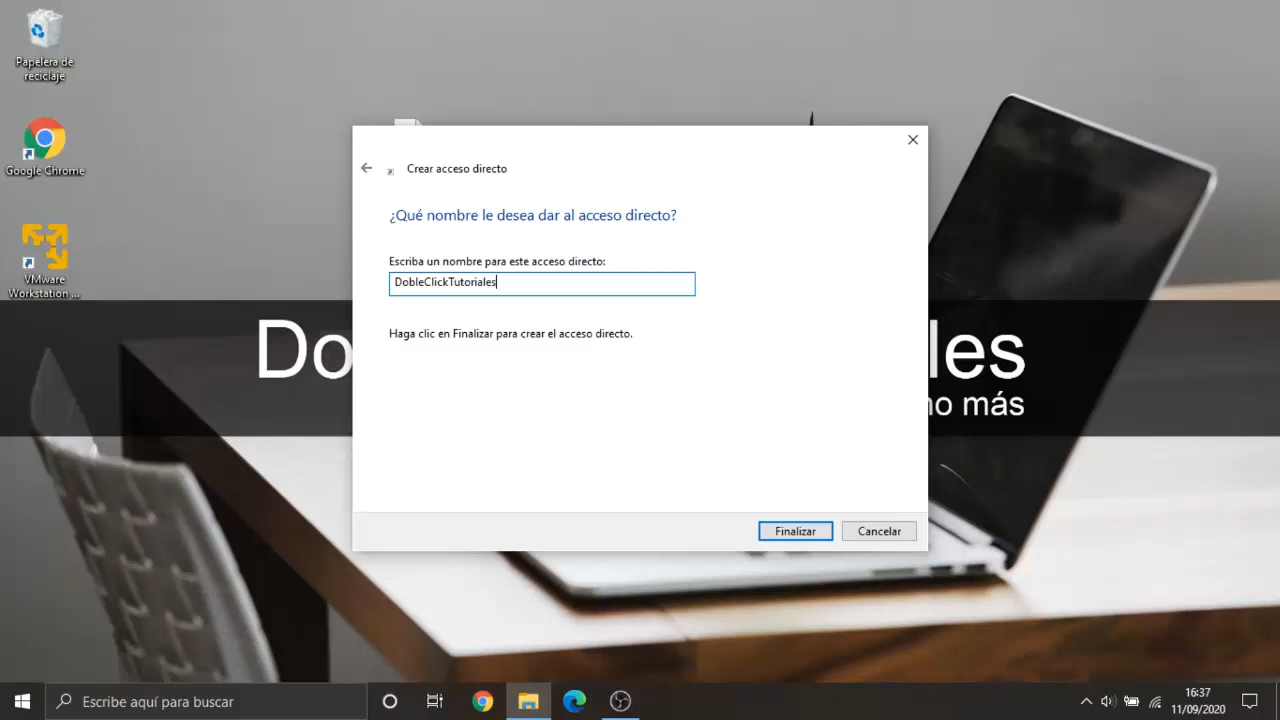 Papelera de
reciclaje
Google Chrome
VMware
Workstation ...
Crear acceso directo
¿Qué nombre le desea dar al acceso directo?
Escriba un nombre para este acceso directo:
DobleClickTutoriales
Haga clic en Finalizar para crear el acceso directo.
Finalizar
Cancelar
Do
les
no más
Escribe aquí para buscar
16:37
11/09/2020